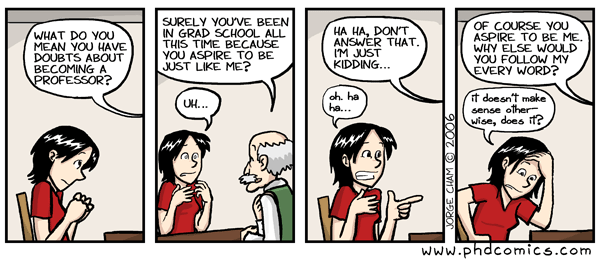 WHAT DO YOU
MEAN YOU HAVE
DOUBTS ABOUT
BECOMING A
PROFESSOR?
SURELY YOU'VE BEEN
IN GRAD SCHOOL ALL
THIS TIME BECAUSE
YOU ASPIRE TO BE
JUST LIKE ME?
UH...
HA HA, DON'T
ANSWER THAT.
I'M JUST
KIDDING...
oh. ha
ha...
OF COURSE YOU
ASPIRE TO BE ME.
WHY ELSE WOULD
YOU FOLLOW MY
EVERY WORD?
it doesn't make
sense other-
wise, does it?
JORGE CHAM © 2006
www.phdcomics.com